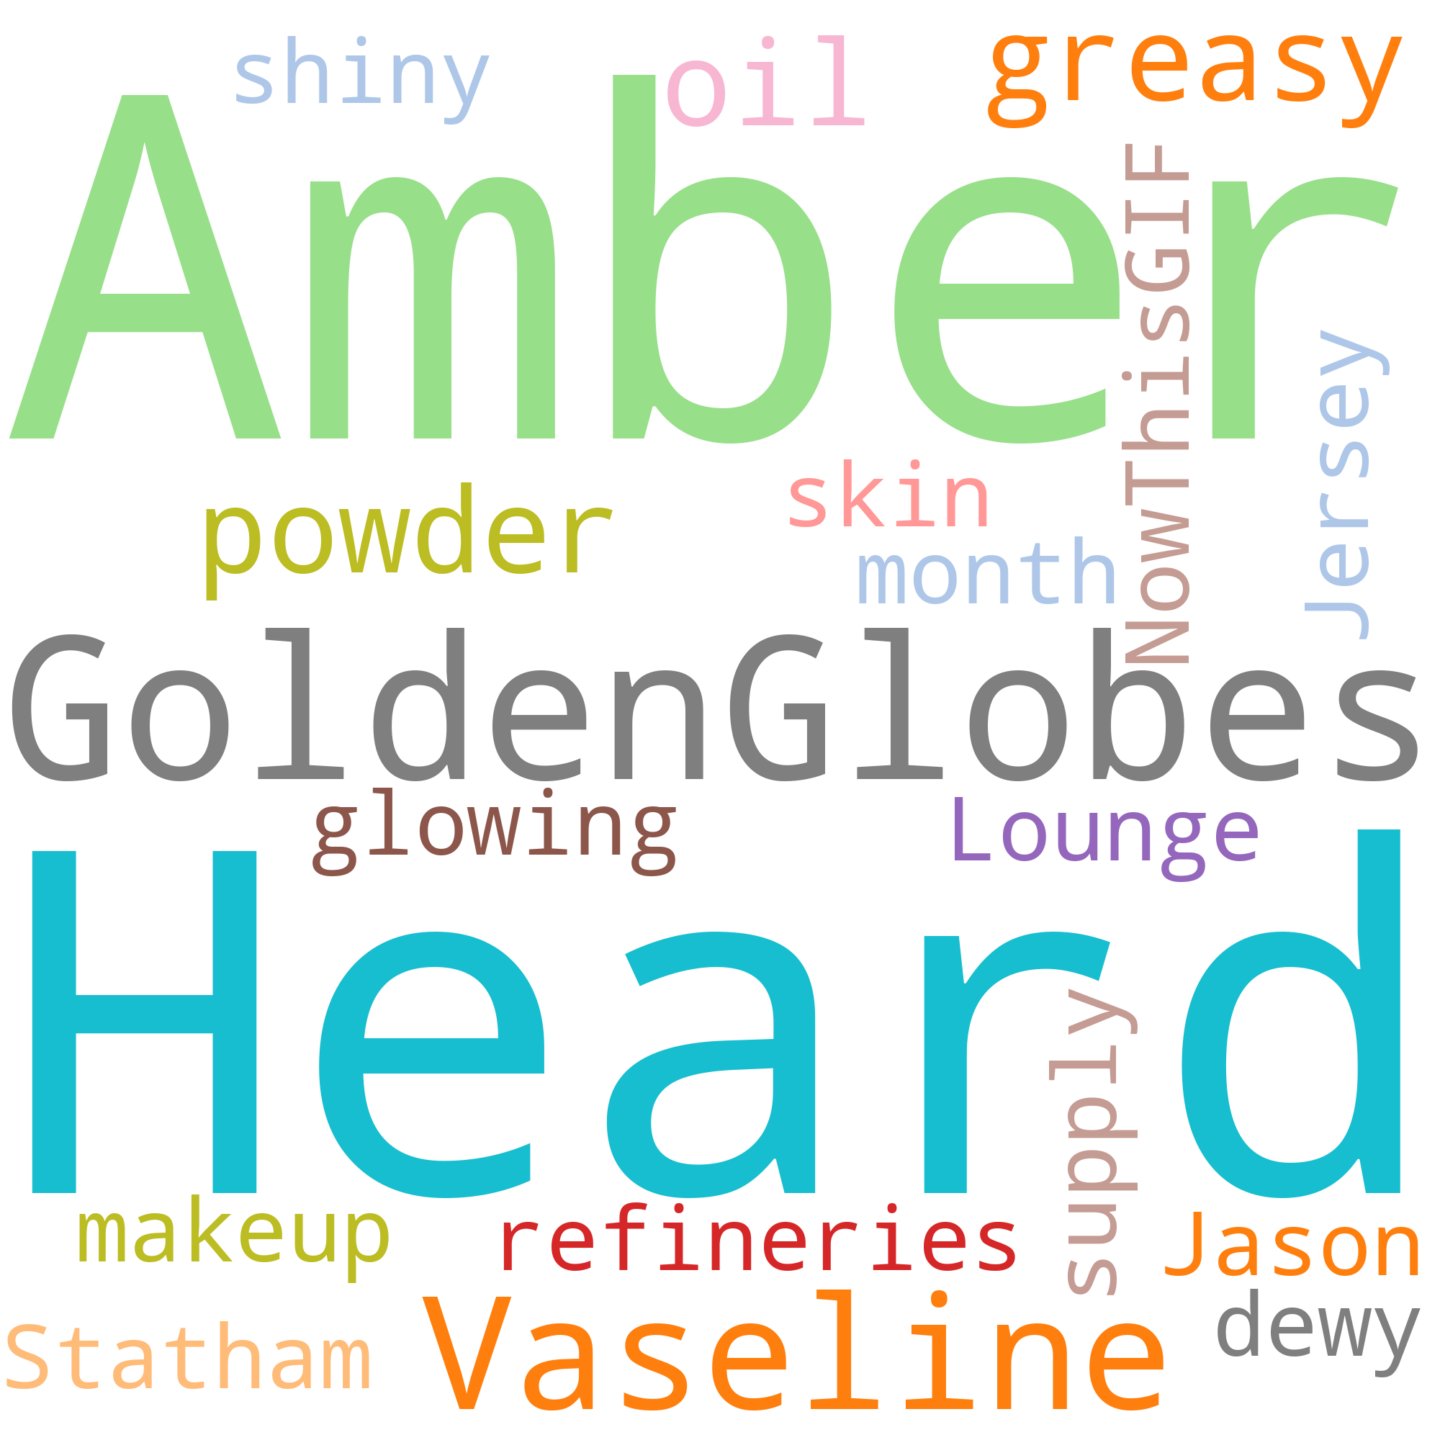 shiny
oil
greasy
Amber
NowThisGIF
Jersey
powder
skin
month
GoldenGlobes
glowing
Lounge
Heard
supply
makeup
refineries
Jason
Statham
Vaseline
dewy